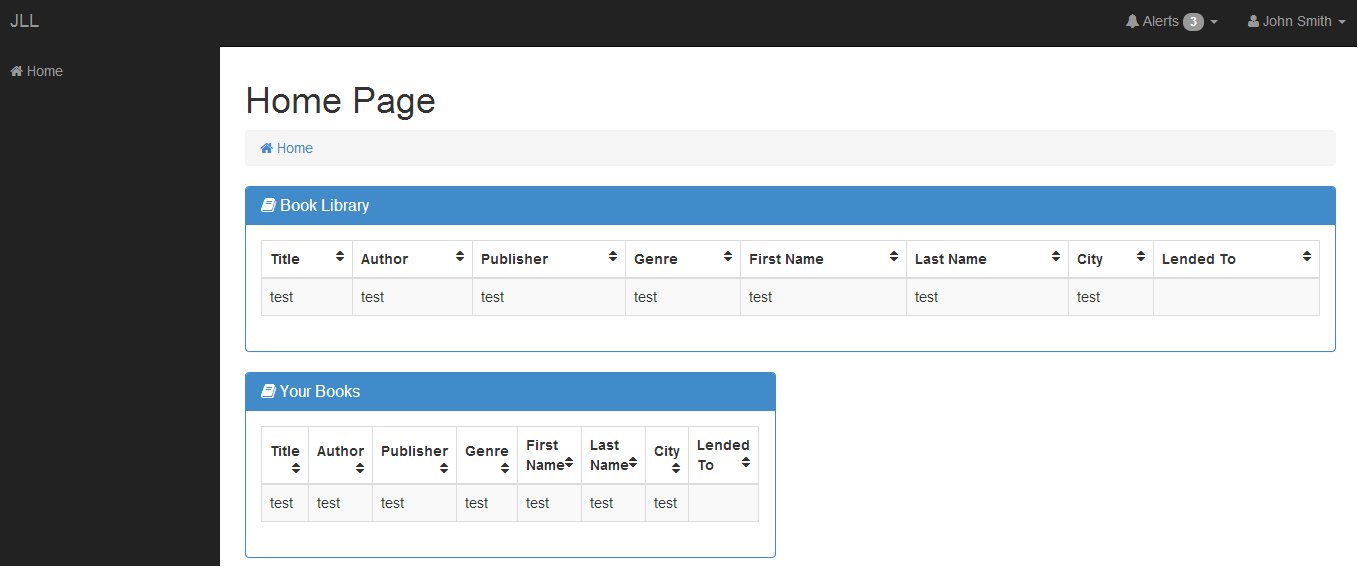 JLL Alerts 3 John Smith
Home
Home Page
Home
Book Library
Title Author Publisher Genre First Name Last Name City Lended To
test test test test test test test
Your Books
Title Author Publisher Genre First Name Last Name City Lended To
test test test test test test test